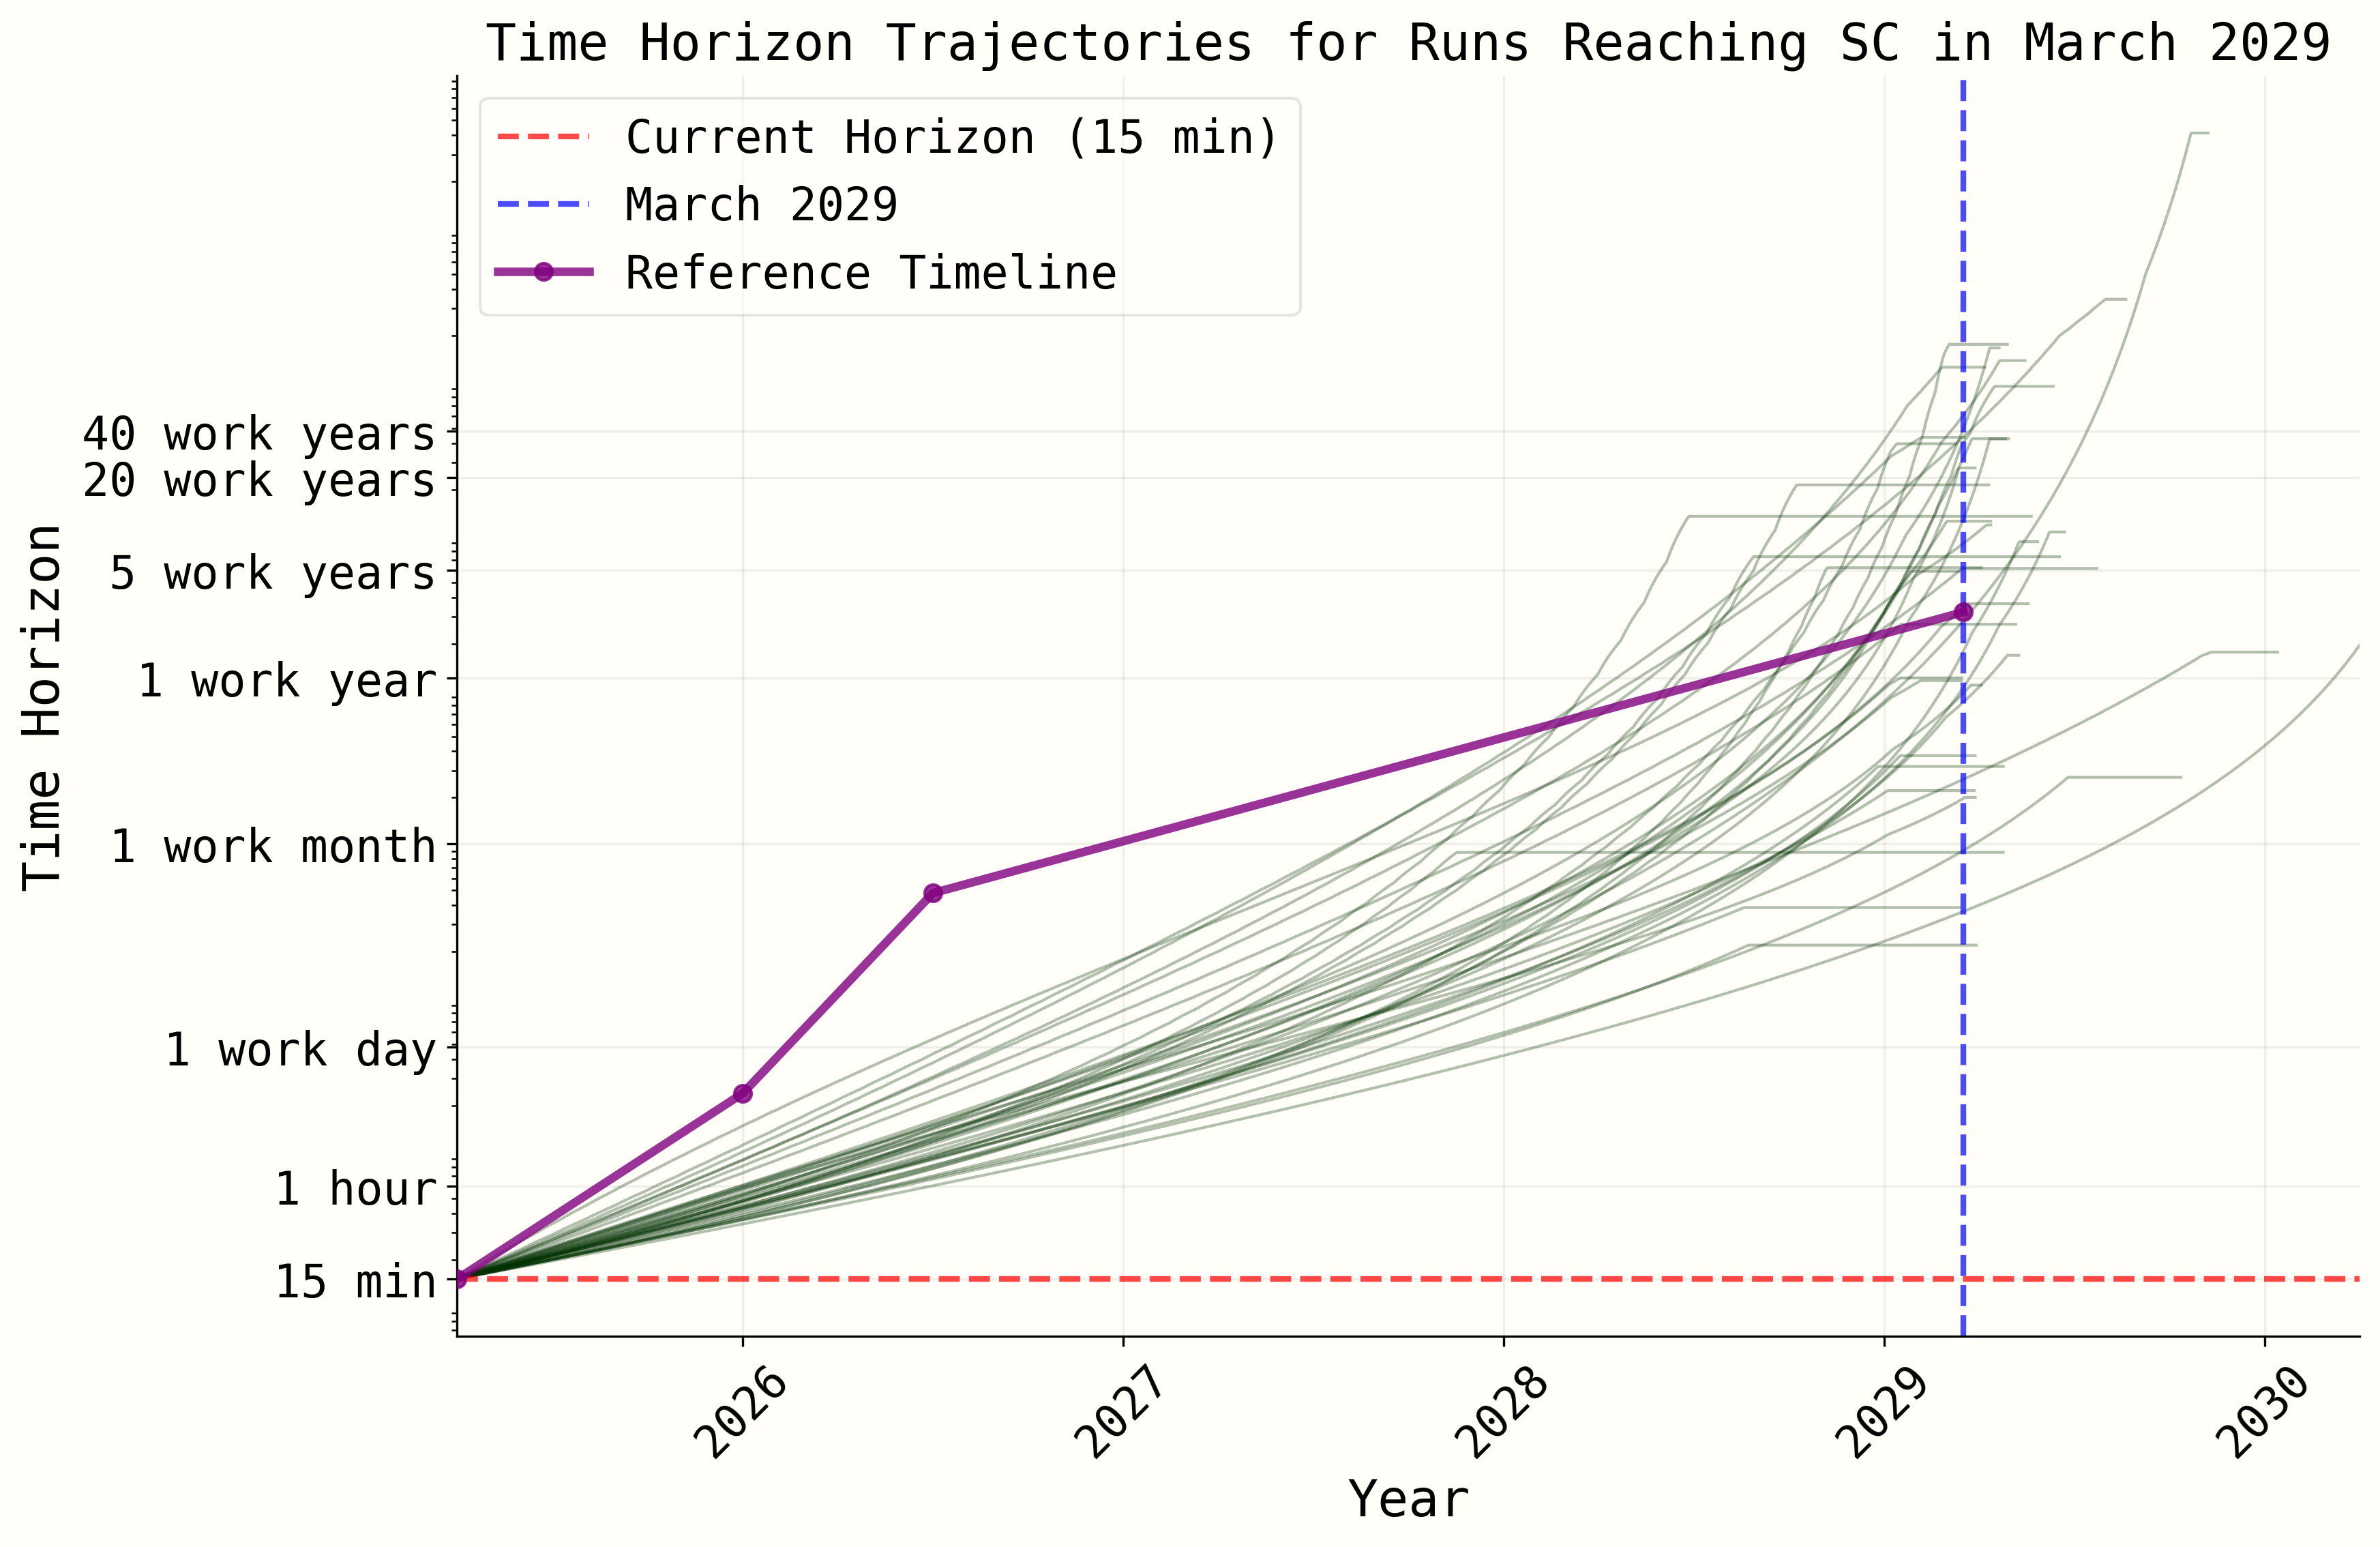 Time Horizon Trajectories for Runs Reaching SC in March 2029
Current Horizon (15 min)
March 2029
Reference Timeline
Time Horizon
40 work years
20 work years
5 work years
1 work year
1 work month
1 work day
1 hour
15 min
2026
2027
2028
2029
2030
Year